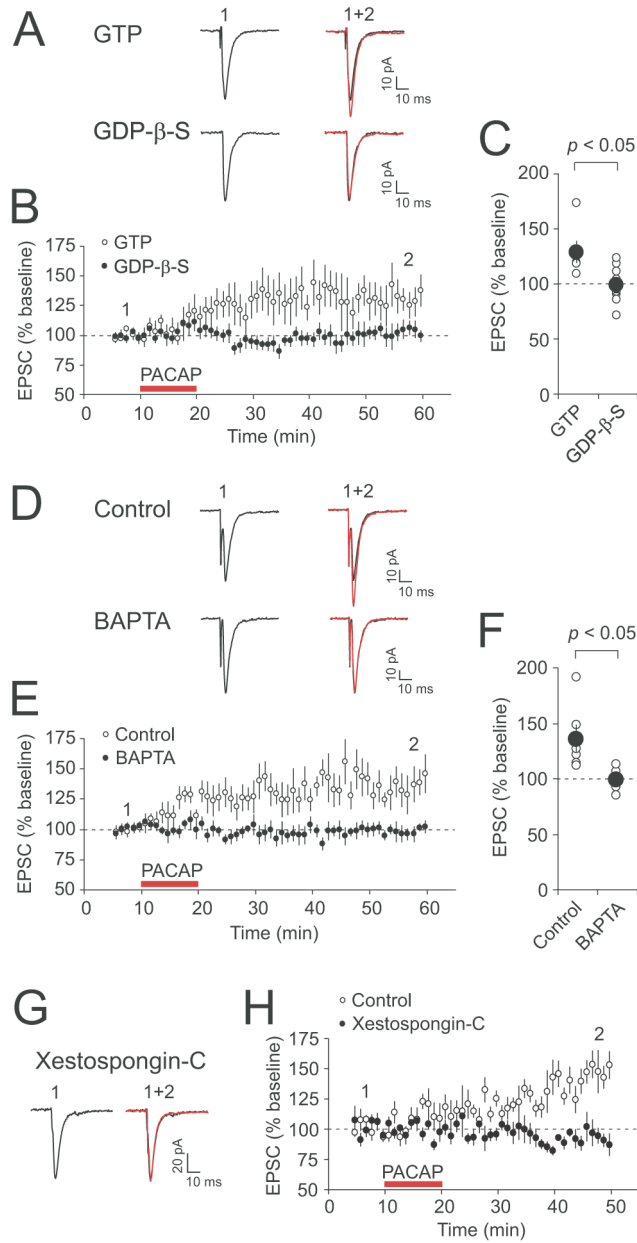 A
GTP
1
1+2
10 pA
10 ms
GDP-β-S
10 pA
10 ms
B
EPSC (% baseline)
175
150
125
100
75
50
GTP
GDP-β-S
1
2
PACAP
0 10 20 30 40 50 60
Time (min)
C
p < 0.05
EPSC (% baseline)
200
150
100
50
0
GTP
GDP-β-S
D
Control
1
1+2
10 pA
10 ms
BAPTA
10 pA
10 ms
E
EPSC (% baseline)
175
150
125
100
75
50
Control
BAPTA
1
2
PACAP
0 10 20 30 40 50 60
Time (min)
F
p < 0.05
EPSC (% baseline)
200
150
100
50
0
Control
BAPTA
G
Xestospongin-C
1
1+2
20 pA
10 ms
H
Control
Xestospongin-C
EPSC (% baseline)
175
150
125
100
75
50
1
2
PACAP
0 10 20 30 40 50
Time (min)